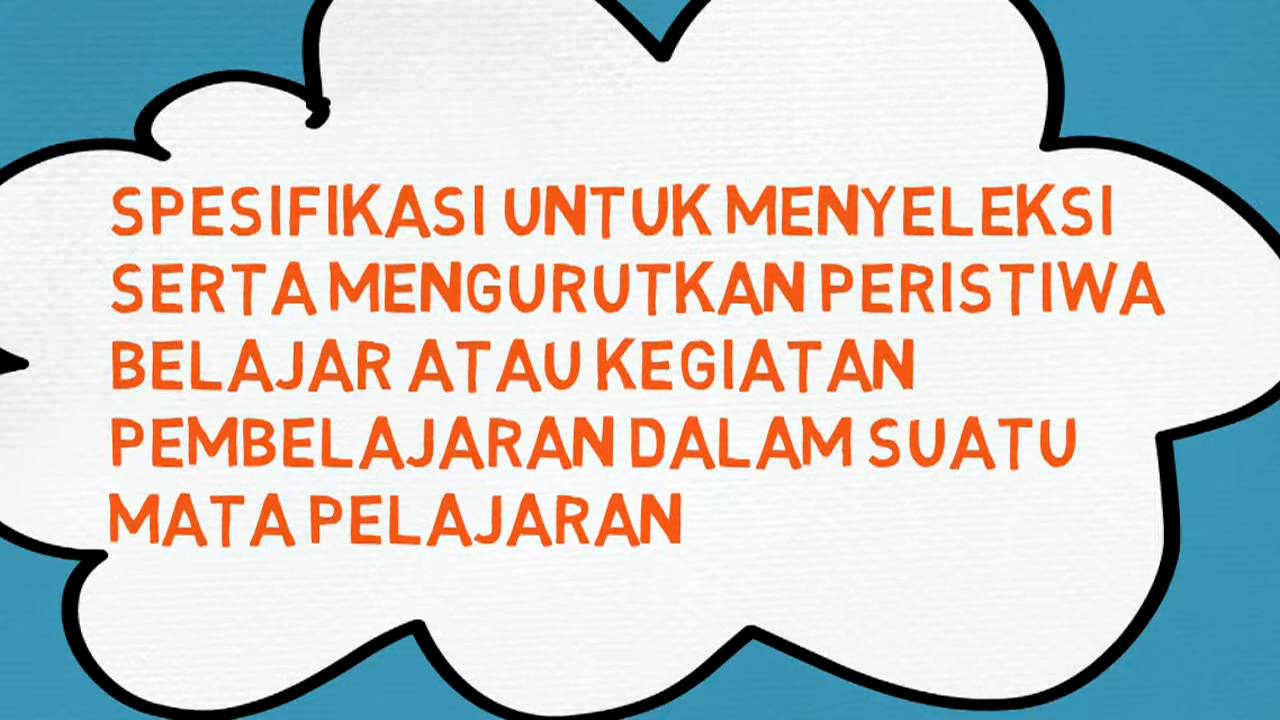 SPESIFIKASI UNTUK MENYELEKSI
SERTA MENGURUTKAN PERISTIWA
BELAJAR ATAU KEGIATAN
PEMBELAJARAN DALAM SUATU
MATA PELAJARAN